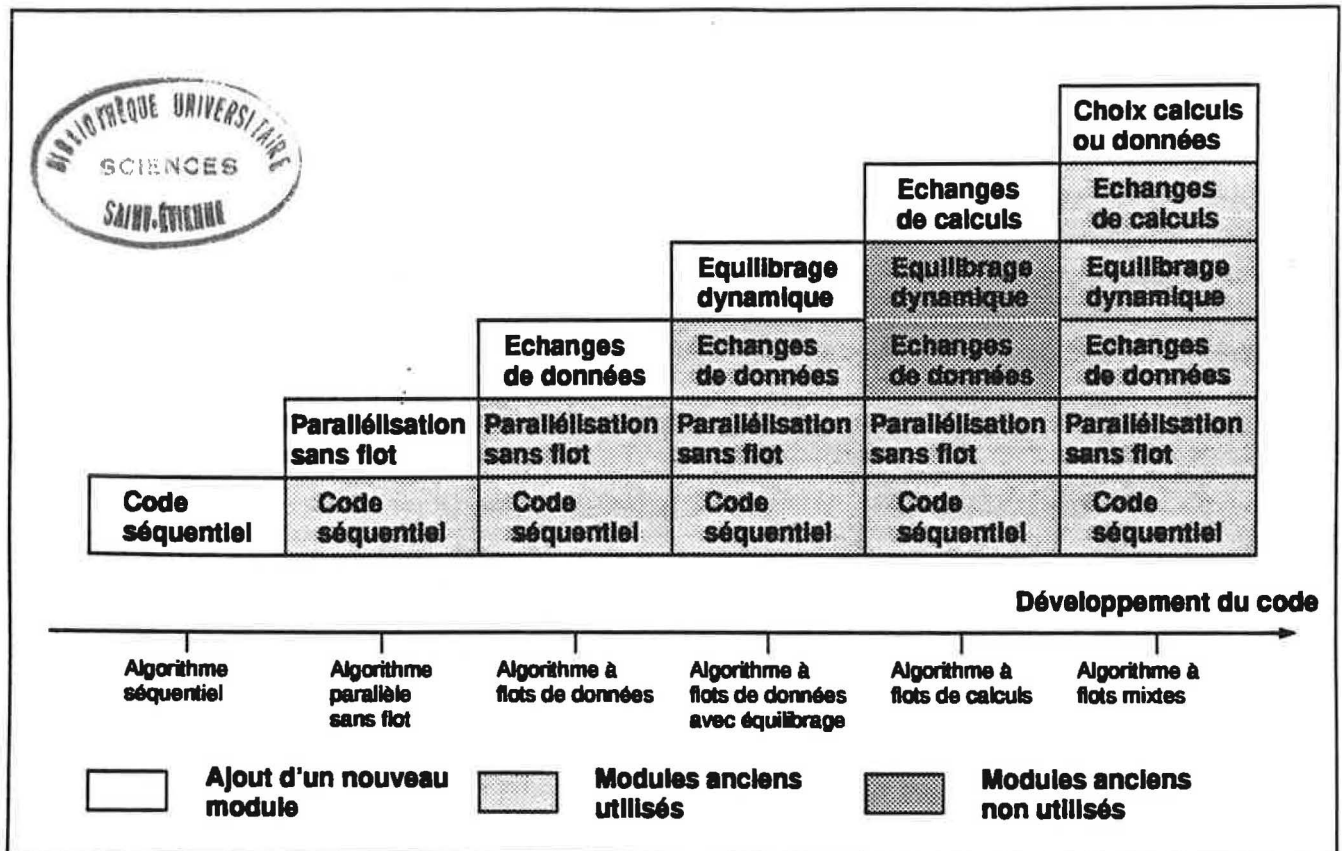 BIBLIOTHÈQUE UNIVERSITAIRE
SCIENCES
SAINT-ÉTIENNE
Choix calculs
ou données
Echanges
de calculs
Echanges
de calculs
Equilibrage
dynamique
Equilibrage
dynamique
Equilibrage
dynamique
Echanges
de données
Echanges
de données
Echanges
de données
Echanges
de données
Parallélisation
sans flot
Parallélisation
sans flot
Parallélisation
sans flot
Parallélisation
sans flot
Parallélisation
sans flot
Code
séquentiel
Code
séquentiel
Code
séquentiel
Code
séquentiel
Code
séquentiel
Code
séquentiel
Développement du code
Algorithme
séquentiel
Algorithme
parallèle
sans flot
Algorithme à
flots de données
Algorithme à
flots de données
avec équilibrage
Algorithme à
flots de calculs
Algorithme à
flots mixtes
Ajout d'un nouveau
module
Modules anciens
utilisés
Modules anciens
non utilisés